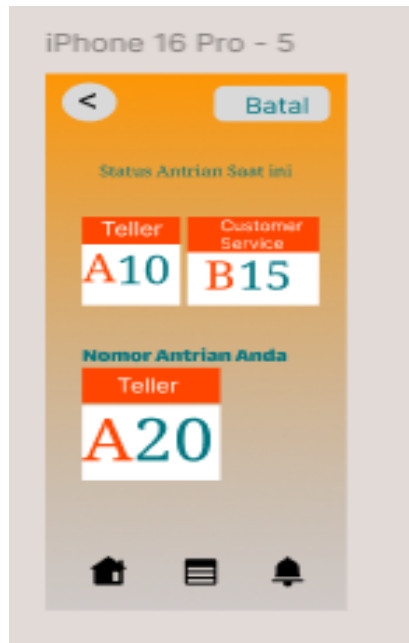 iPhone 16 Pro - 5
< Batal
Status Antrian Saat ini
Teller
Customer
Service
A10
B15
Nomor Antrian Anda
Teller
A20